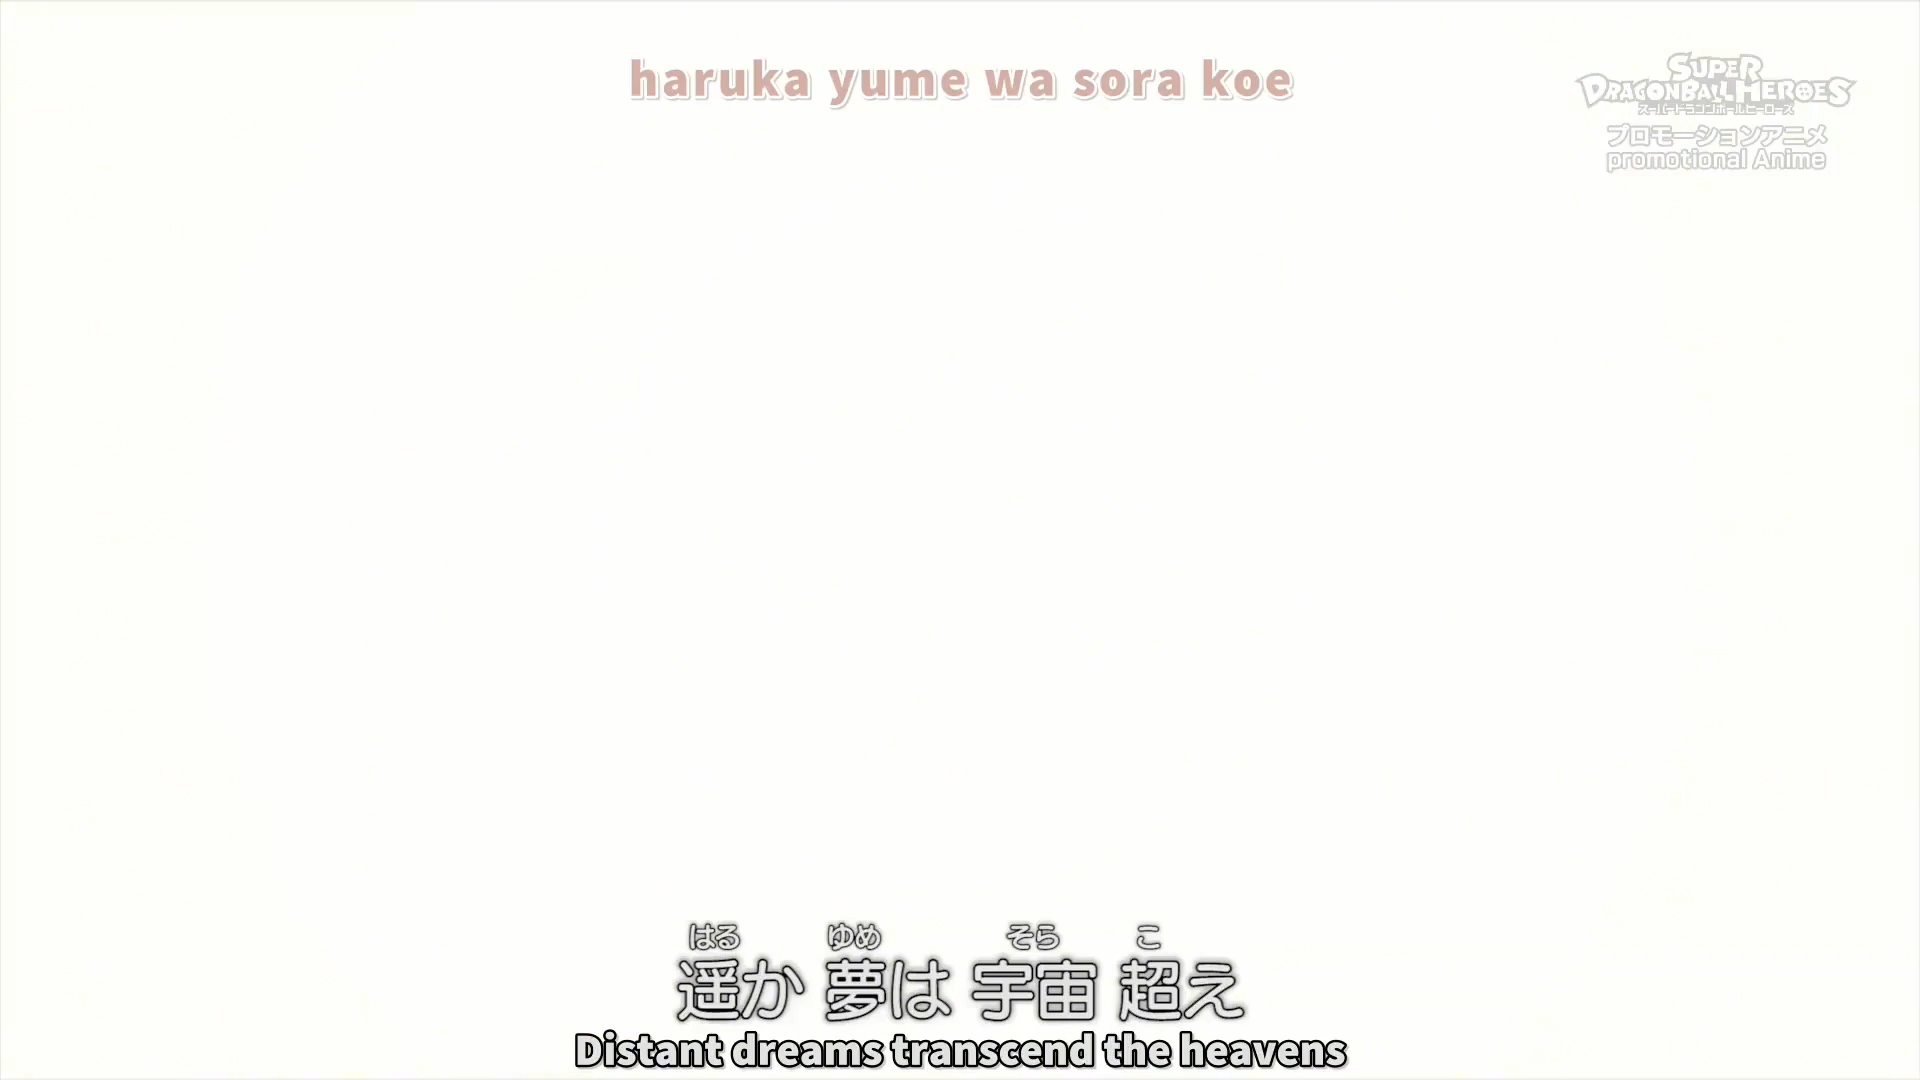 haruka yume wa sora koe
SUPER
DRAGONBALL HEROES
スーパードラゴンボールヒーローズ
プロモーションアニメ
promotional Anime
はる ゆめ そら こ
遥か 夢は 宇宙 超え
Distant dreams transcend the heavens